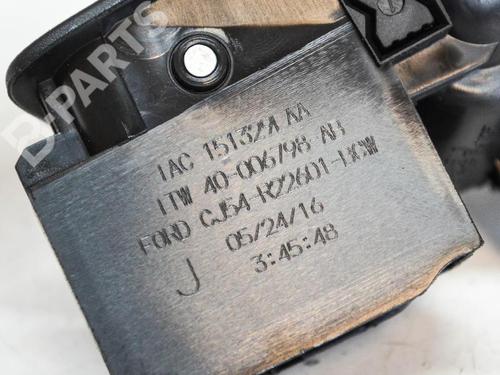 B-PARTS
IAC 151324 AA
ITW 40-006798-AB
FORD CJ54-R22601-HCW
05/24/16
J 3:45:48